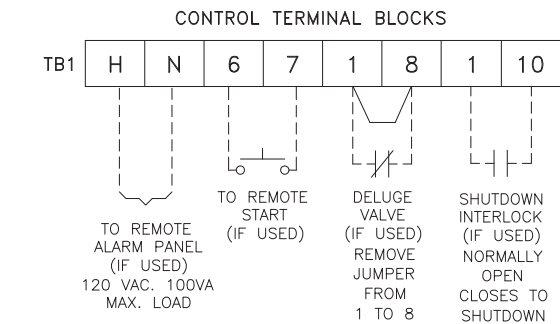 CONTROL TERMINAL BLOCKS
TB1 H N 6 7 1 8 1 10
TO REMOTE
ALARM PANEL
(IF USED)
120 VAC. 100VA
MAX. LOAD
TO REMOTE
START
(IF USED)
DELUGE
VALVE
(IF USED)
REMOVE
JUMPER
FROM
1 TO 8
SHUTDOWN
INTERLOCK
(IF USED)
NORMALLY
OPEN
CLOSES TO
SHUTDOWN